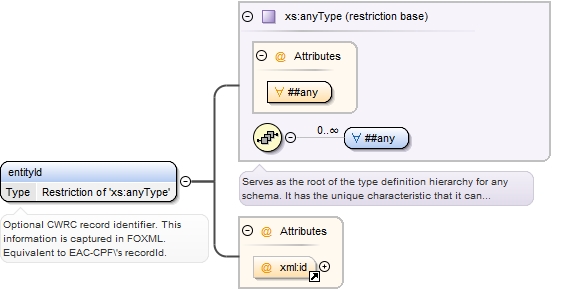 xs:anyType (restriction base)
@ Attributes
∀ ##any
0..∞
∀ ##any
entityId
Type Restriction of 'xs:anyType'
Serves as the root of the type definition hierarchy for any
schema. It has the unique characteristic that it can...
Optional CWRC record identifier. This
information is captured in FOXML.
Equivalent to EAC-CPF\'s recordId.
@ Attributes
@ xml:id